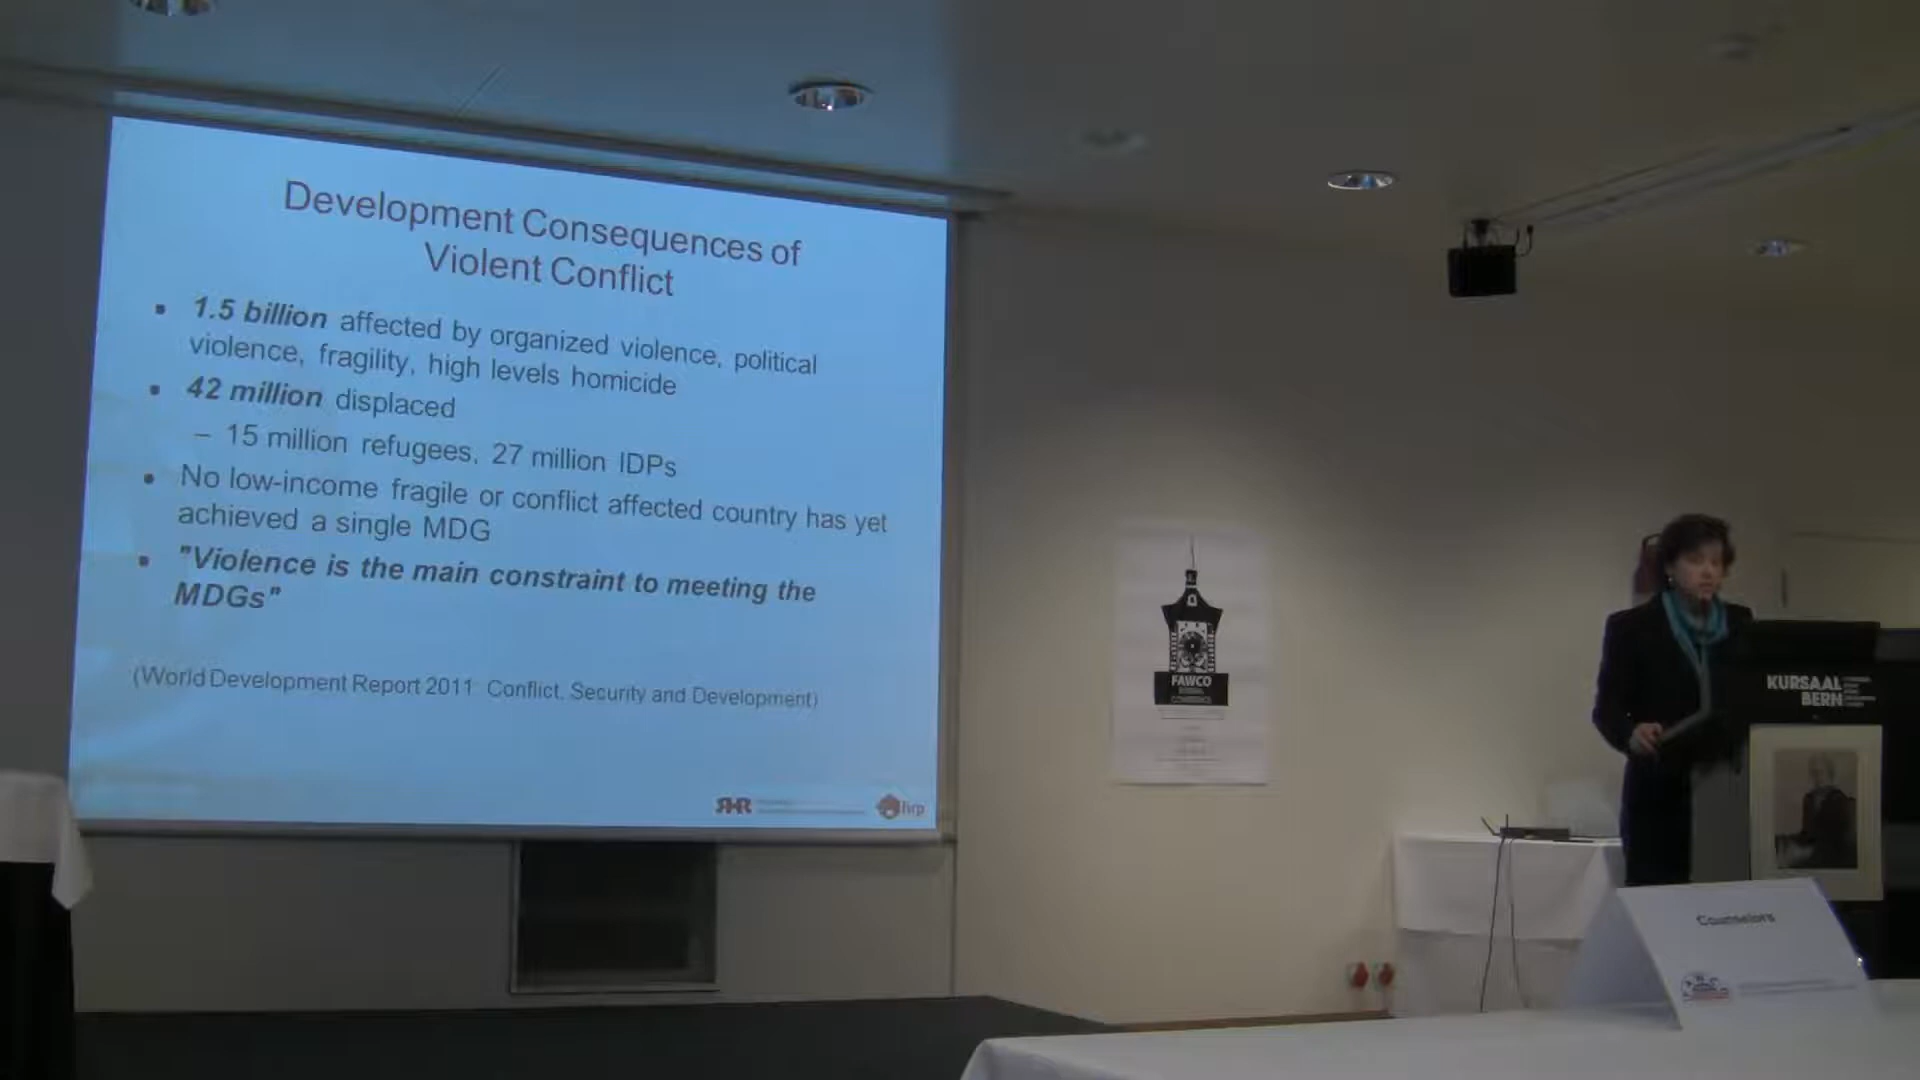 Development Consequences of
Violent Conflict
• 1.5 billion affected by organized violence, political
violence, fragility, high levels homicide
• 42 million displaced
– 15 million refugees, 27 million IDPs
• No low-income fragile or conflict affected country has yet
achieved a single MDG
• "Violence is the main constraint to meeting the
MDGs"
(World Development Report 2011: Conflict, Security and Development)
hrp
FAWCO
KURSAAL
BERN
Counselors